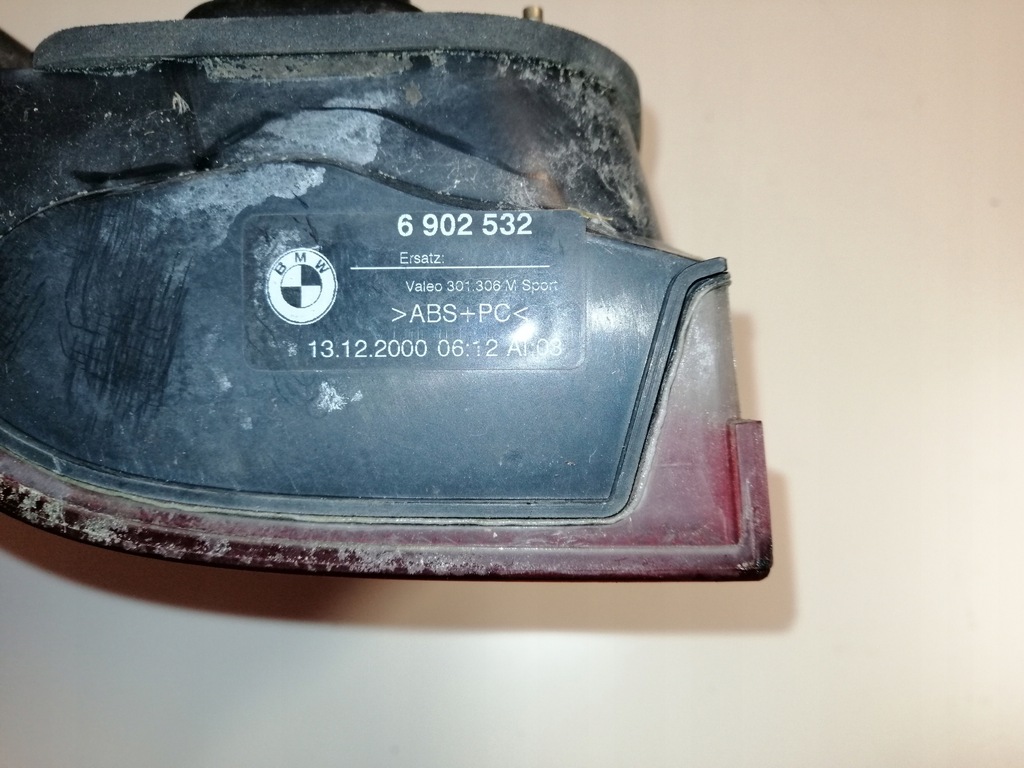 6 902 532
Ersatz:
BMW
Valeo 301.306 M Sport
>ABS+PC<
13.12.2000 06:12